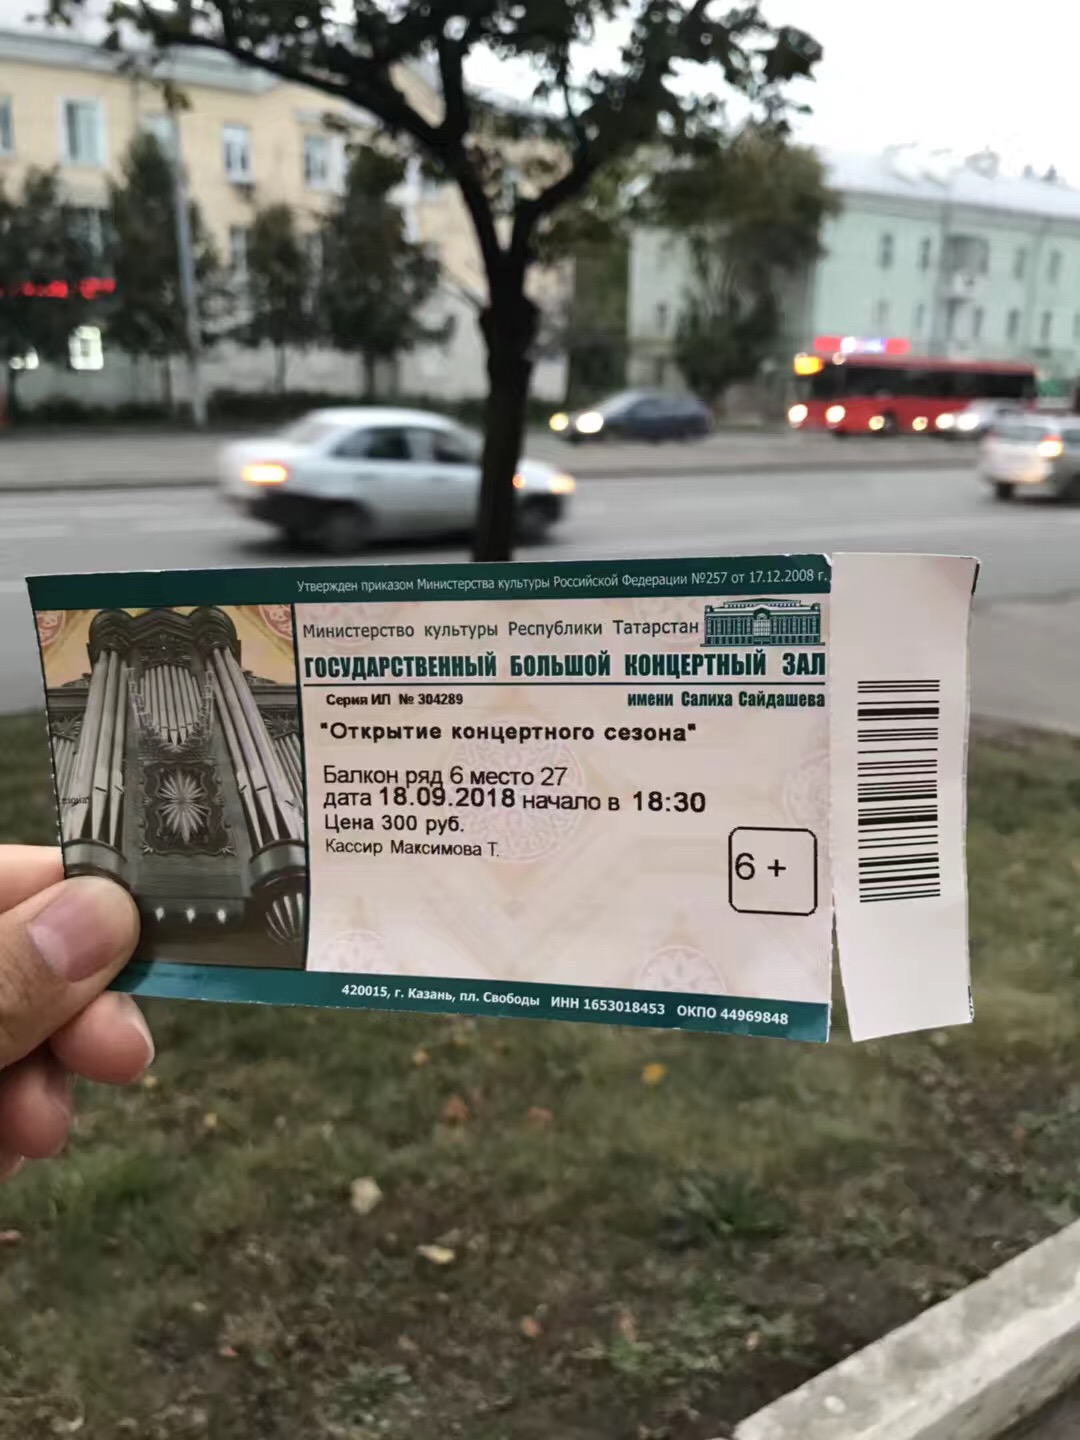 Утвержден приказом Министерства культуры Российской Федерации №257 от 17.12.2008 г.
Министерство культуры Республики Татарстан
ГОСУДАРСТВЕННЫЙ БОЛЬШОЙ КОНЦЕРТНЫЙ ЗАЛ
Серия ИЛ № 304289
имени Салиха Сайдашева
"Открытие концертного сезона"
Балкон ряд 6 место 27
дата 18.09.2018 начало в 18:30
Цена 300 руб.
Кассир Максимова Т.
6 +
420015, г. Казань, пл. Свободы ИНН 1653018453 ОКПО 44969848